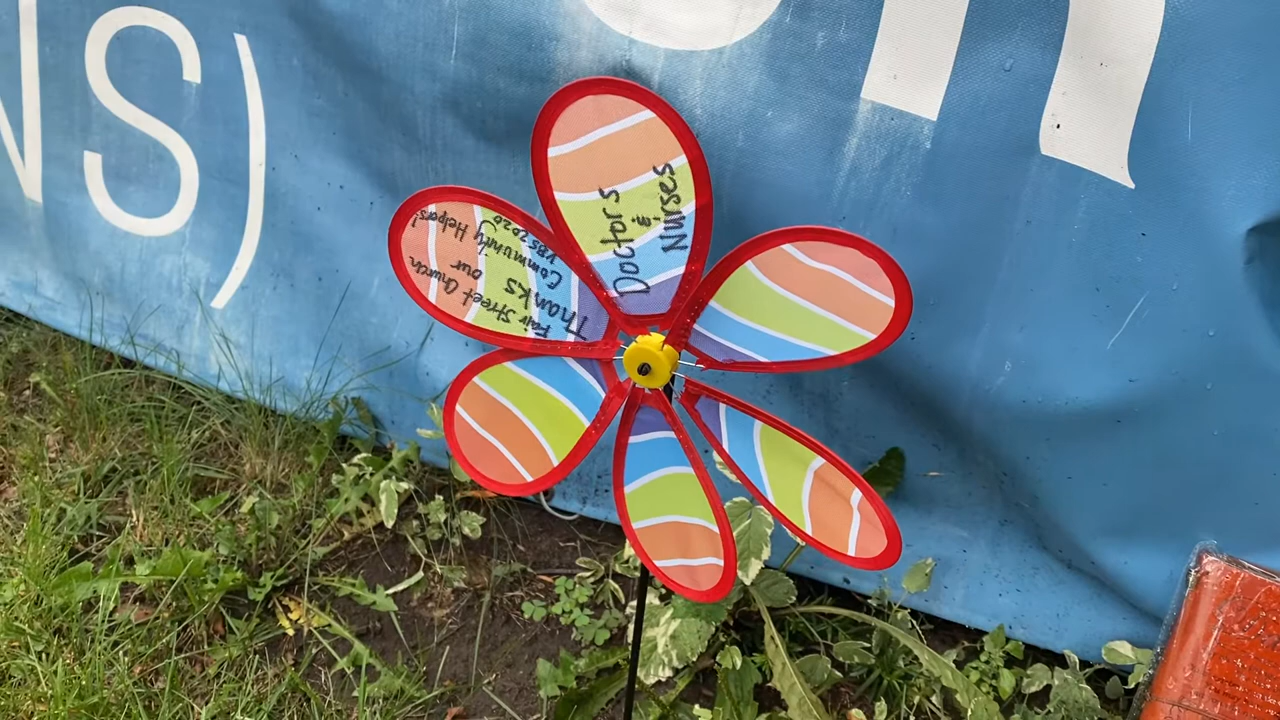 NS)
Doctors
&
Nurses
Fair Street Church
Thanks our
Community Helpers!
VBS 2020